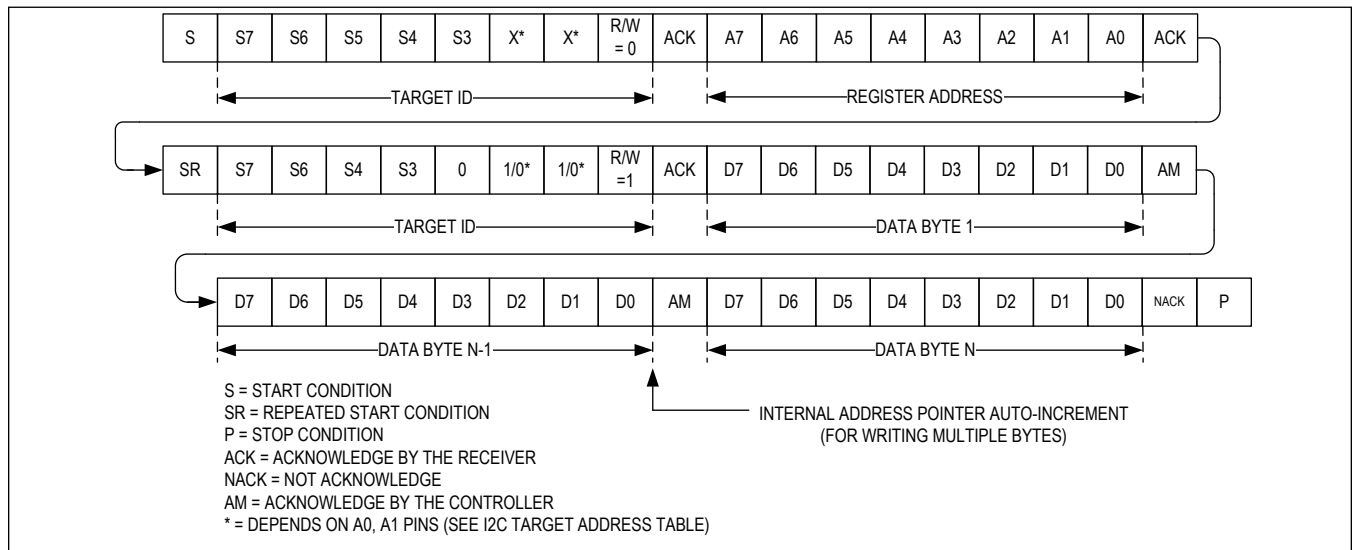 S S7 S6 S5 S4 S3 X* X* R/W = 0 ACK A7 A6 A5 A4 A3 A2 A1 A0 ACK
TARGET ID REGISTER ADDRESS
SR S7 S6 S4 S3 0 1/0* 1/0* R/W =1 ACK D7 D6 D5 D4 D3 D2 D1 D0 AM
TARGET ID DATA BYTE 1
D7 D6 D5 D4 D3 D2 D1 D0 AM D7 D6 D5 D4 D3 D2 D1 D0 NACK P
DATA BYTE N-1 DATA BYTE N
S = START CONDITION
SR = REPEATED START CONDITION
P = STOP CONDITION
ACK = ACKNOWLEDGE BY THE RECEIVER
NACK = NOT ACKNOWLEDGE
AM = ACKNOWLEDGE BY THE CONTROLLER
* = DEPENDS ON A0, A1 PINS (SEE I2C TARGET ADDRESS TABLE)
INTERNAL ADDRESS POINTER AUTO-INCREMENT
(FOR WRITING MULTIPLE BYTES)